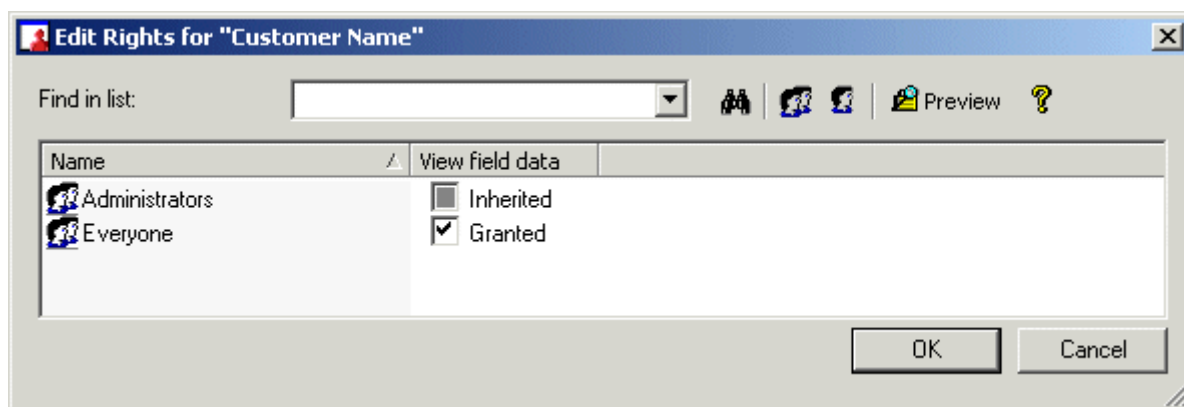 Edit Rights for "Customer Name"
Find in list:
Preview
Name View field data
Administrators Inherited
Everyone Granted
OK Cancel